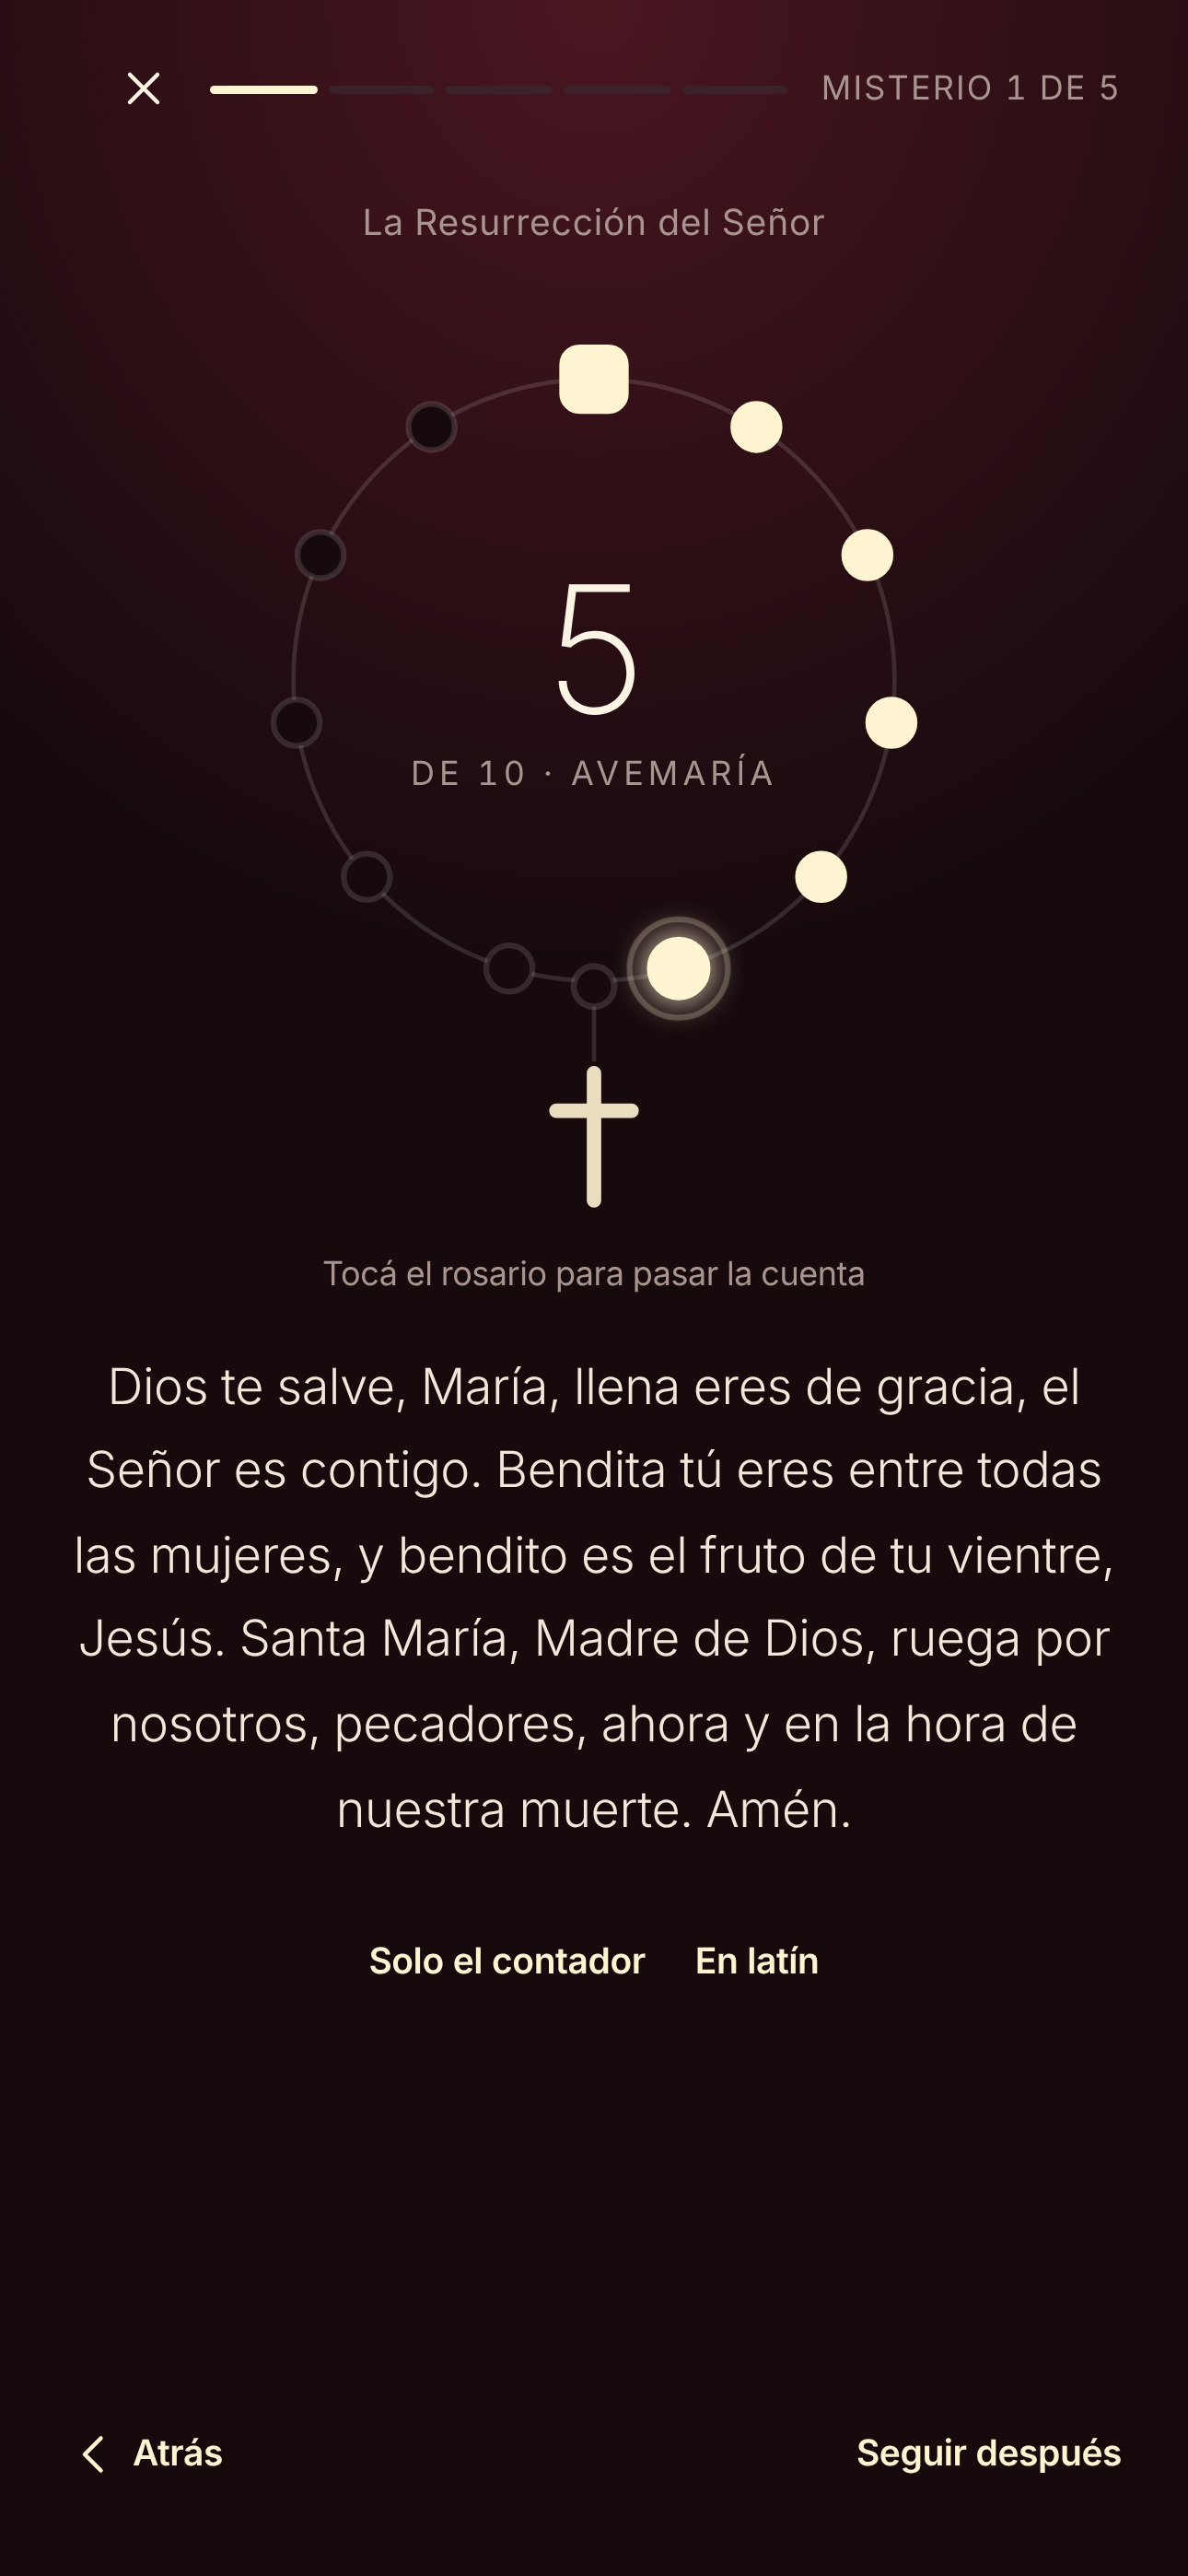 MISTERIO 1 DE 5
La Resurrección del Señor
5
DE 10 · AVEMARÍA
Tocá el rosario para pasar la cuenta
Dios te salve, María, llena eres de gracia, el
Señor es contigo. Bendita tú eres entre todas
las mujeres, y bendito es el fruto de tu vientre,
Jesús. Santa María, Madre de Dios, ruega por
nosotros, pecadores, ahora y en la hora de
nuestra muerte. Amén.
Solo el contador En latín
Atrás Seguir después